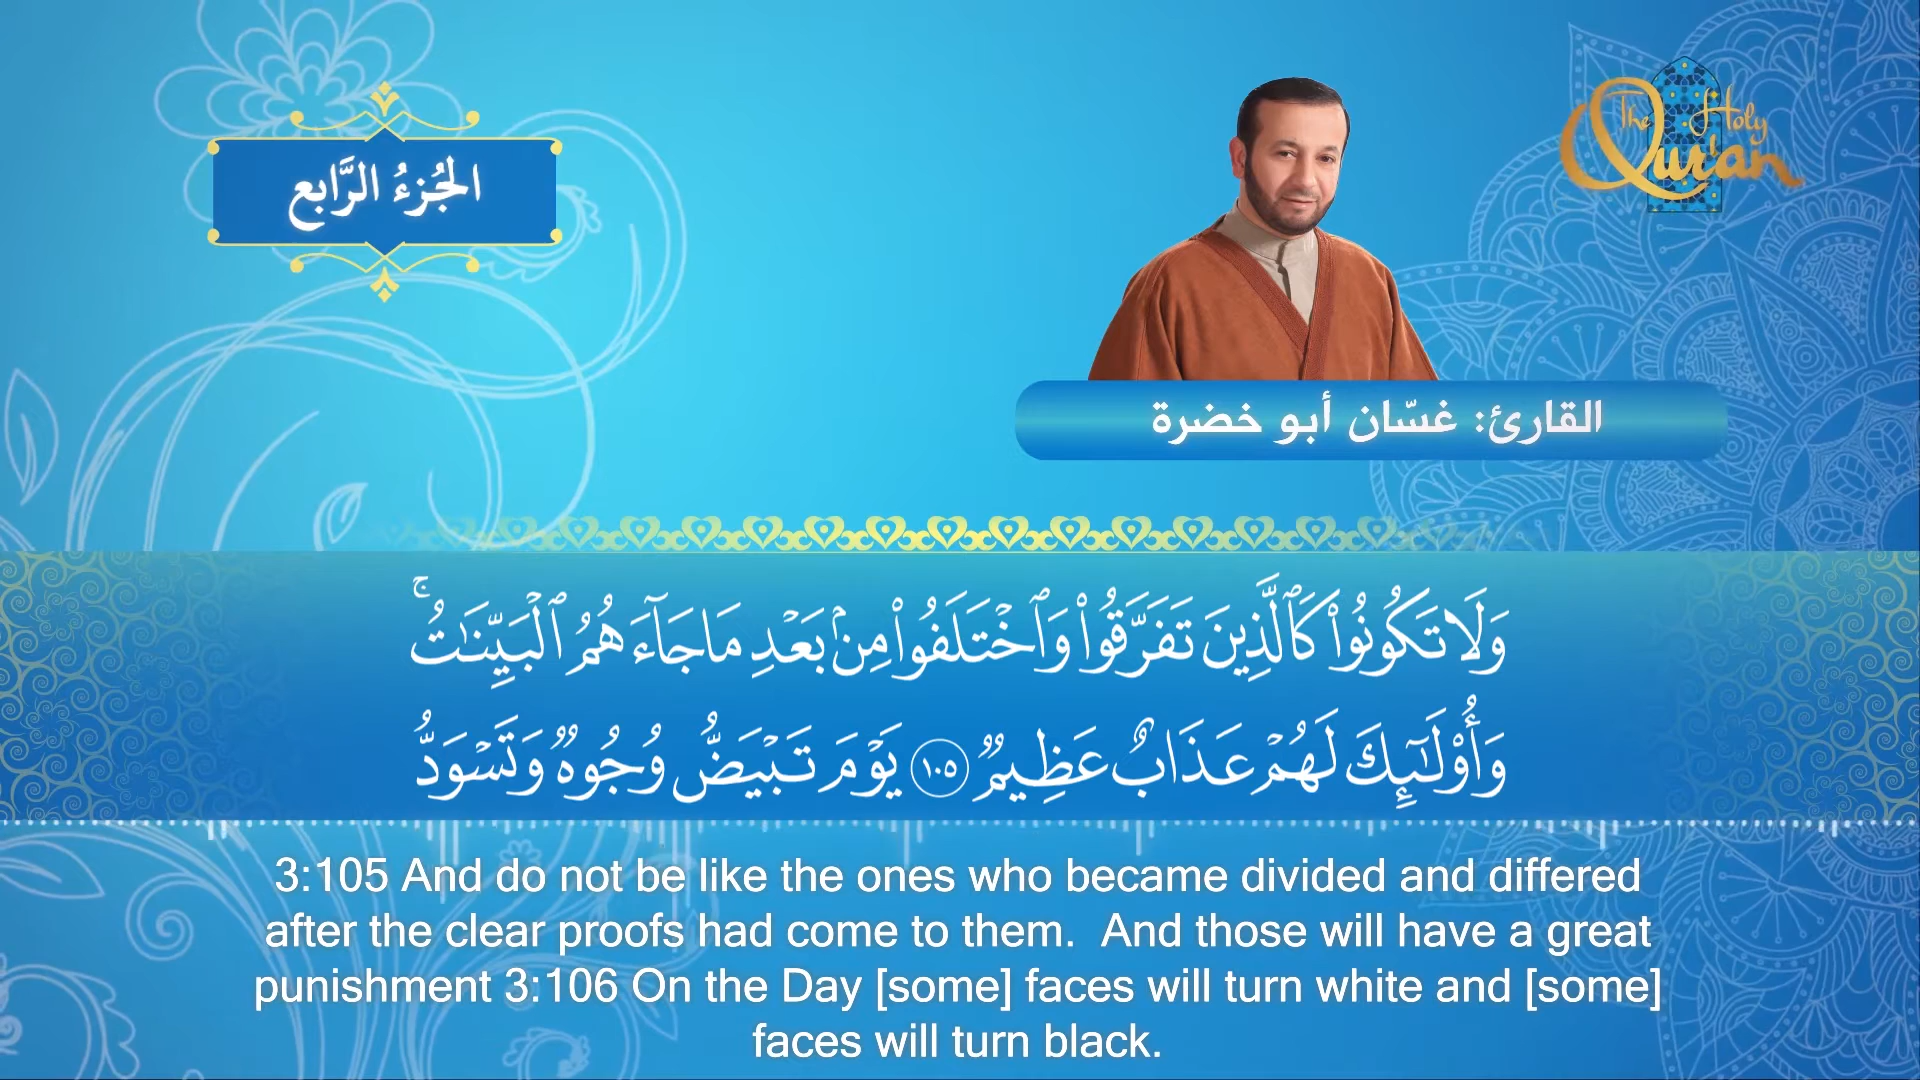 الجُزءُ الرَّابع
The Holy Qur'an
القارئ: غسّان أبو خضرة
وَلَا تَكُونُوا۟ كَٱلَّذِينَ تَفَرَّقُوا۟ وَٱخْتَلَفُوا۟ مِنۢ بَعْدِ مَا جَآءَهُمُ ٱلْبَيِّنَـٰتُ ۚ
وَأُو۟لَـٰٓئِكَ لَهُمْ عَذَابٌ عَظِيمٌ ١٠٥ يَوْمَ تَبْيَضُّ وُجُوهٌ وَتَسْوَدُّ
3:105 And do not be like the ones who became divided and differed
after the clear proofs had come to them. And those will have a great
punishment 3:106 On the Day [some] faces will turn white and [some]
faces will turn black.